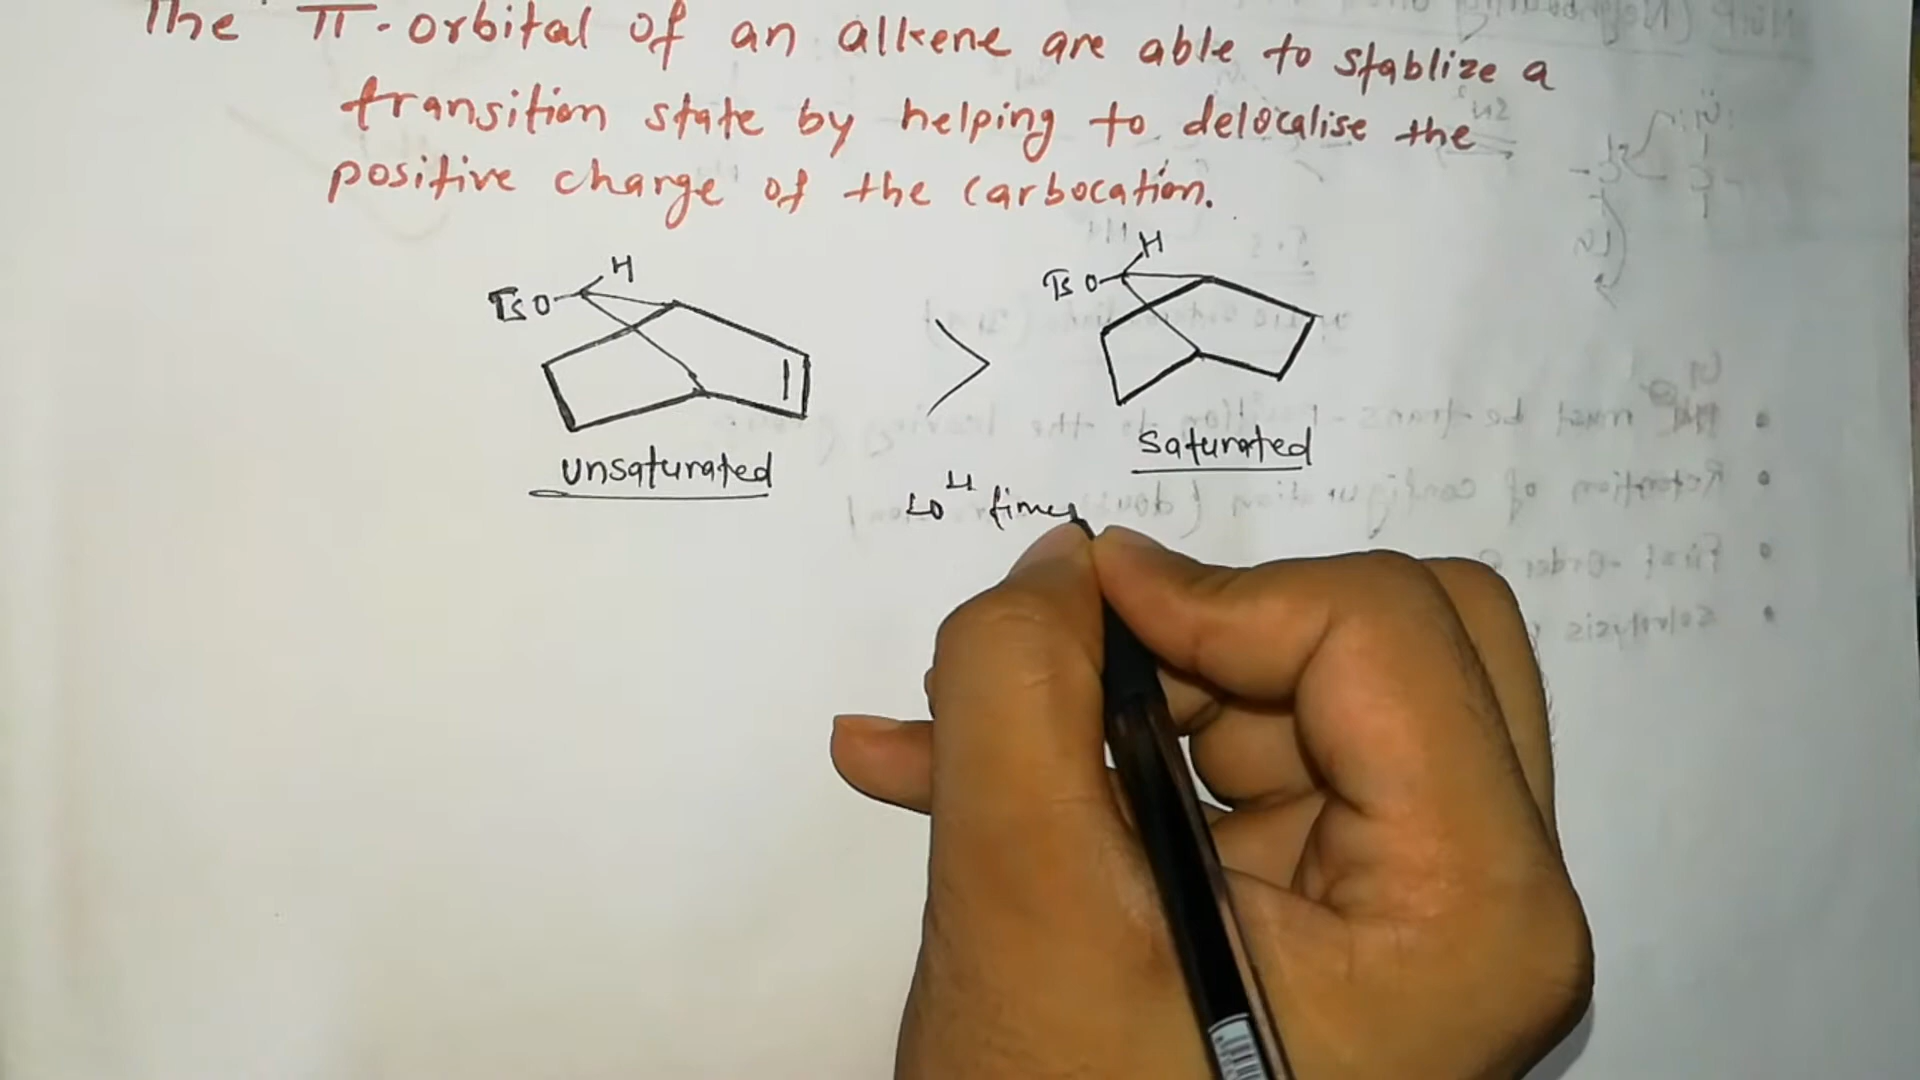 The π-orbital of an alkene are able to stablize a
transition state by helping to delocalise the
positive charge of the carbocation.
H
TsO
H
TsO
>
unsaturated
saturated
10⁴ times